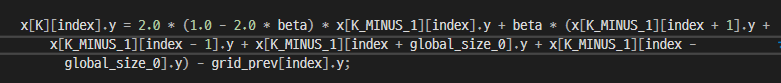 x[K][index].y = 2.0 * (1.0 - 2.0 * beta) * x[K_MINUS_1][index].y + beta * (x[K_MINUS_1][index + 1].y +
x[K_MINUS_1][index - 1].y + x[K_MINUS_1][index + global_size_0].y + x[K_MINUS_1][index -
global_size_0].y) - grid_prev[index].y;